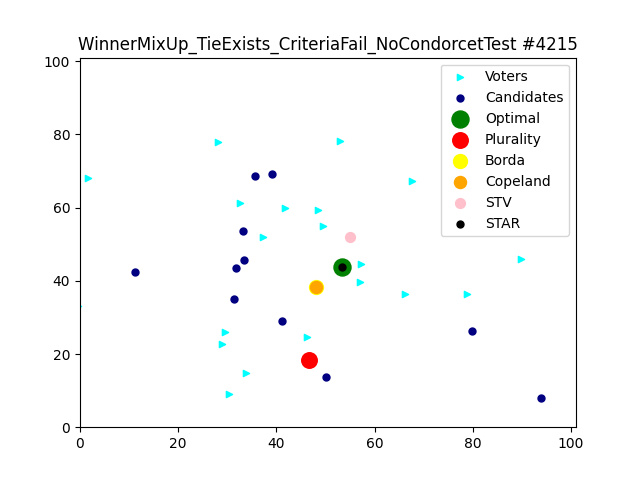 WinnerMixUp_TieExists_CriteriaFail_NoCondorcetTest #4215
100
80
60
40
20
0
0 20 40 60 80 100
Voters
Candidates
Optimal
Plurality
Borda
Copeland
STV
STAR